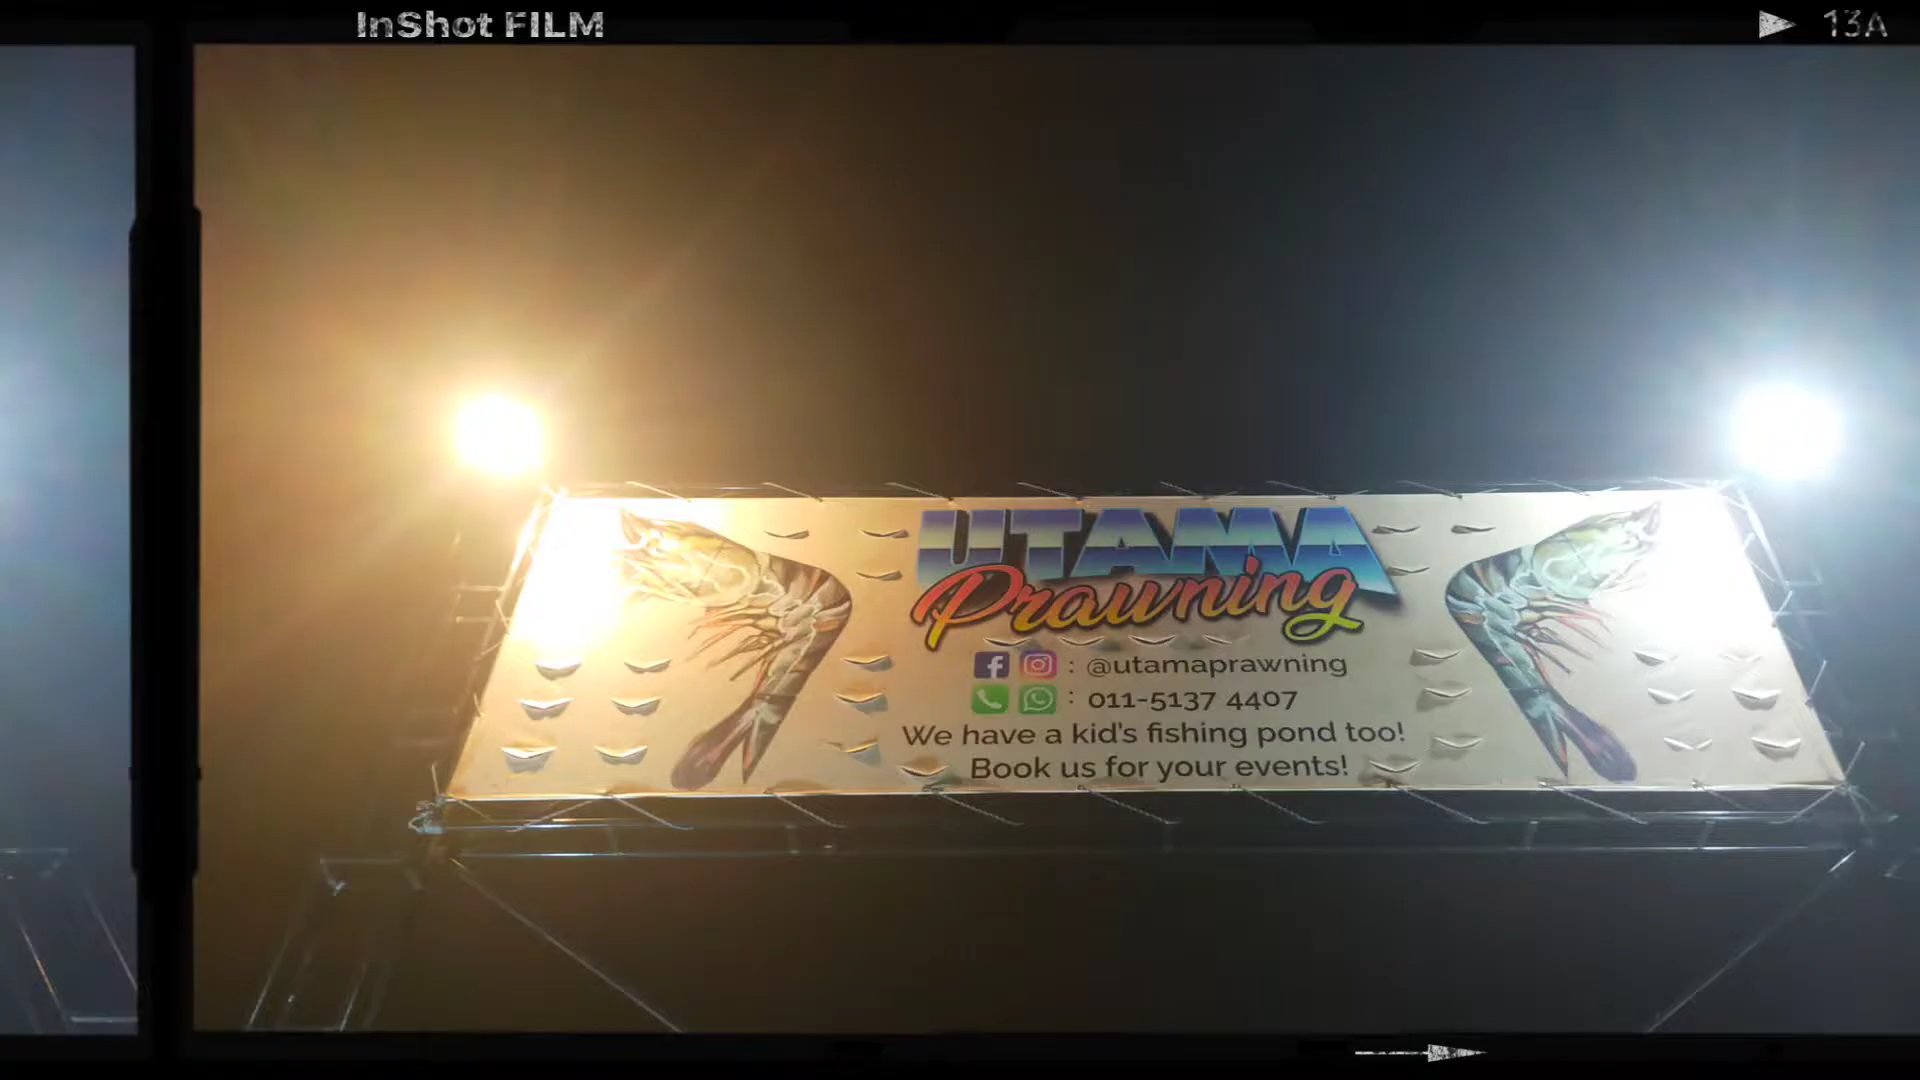 InShot FILM
13A
UTAMA
Prawning
: @utamaprawning
: 011-5137 4407
We have a kid's fishing pond too!
Book us for your events!